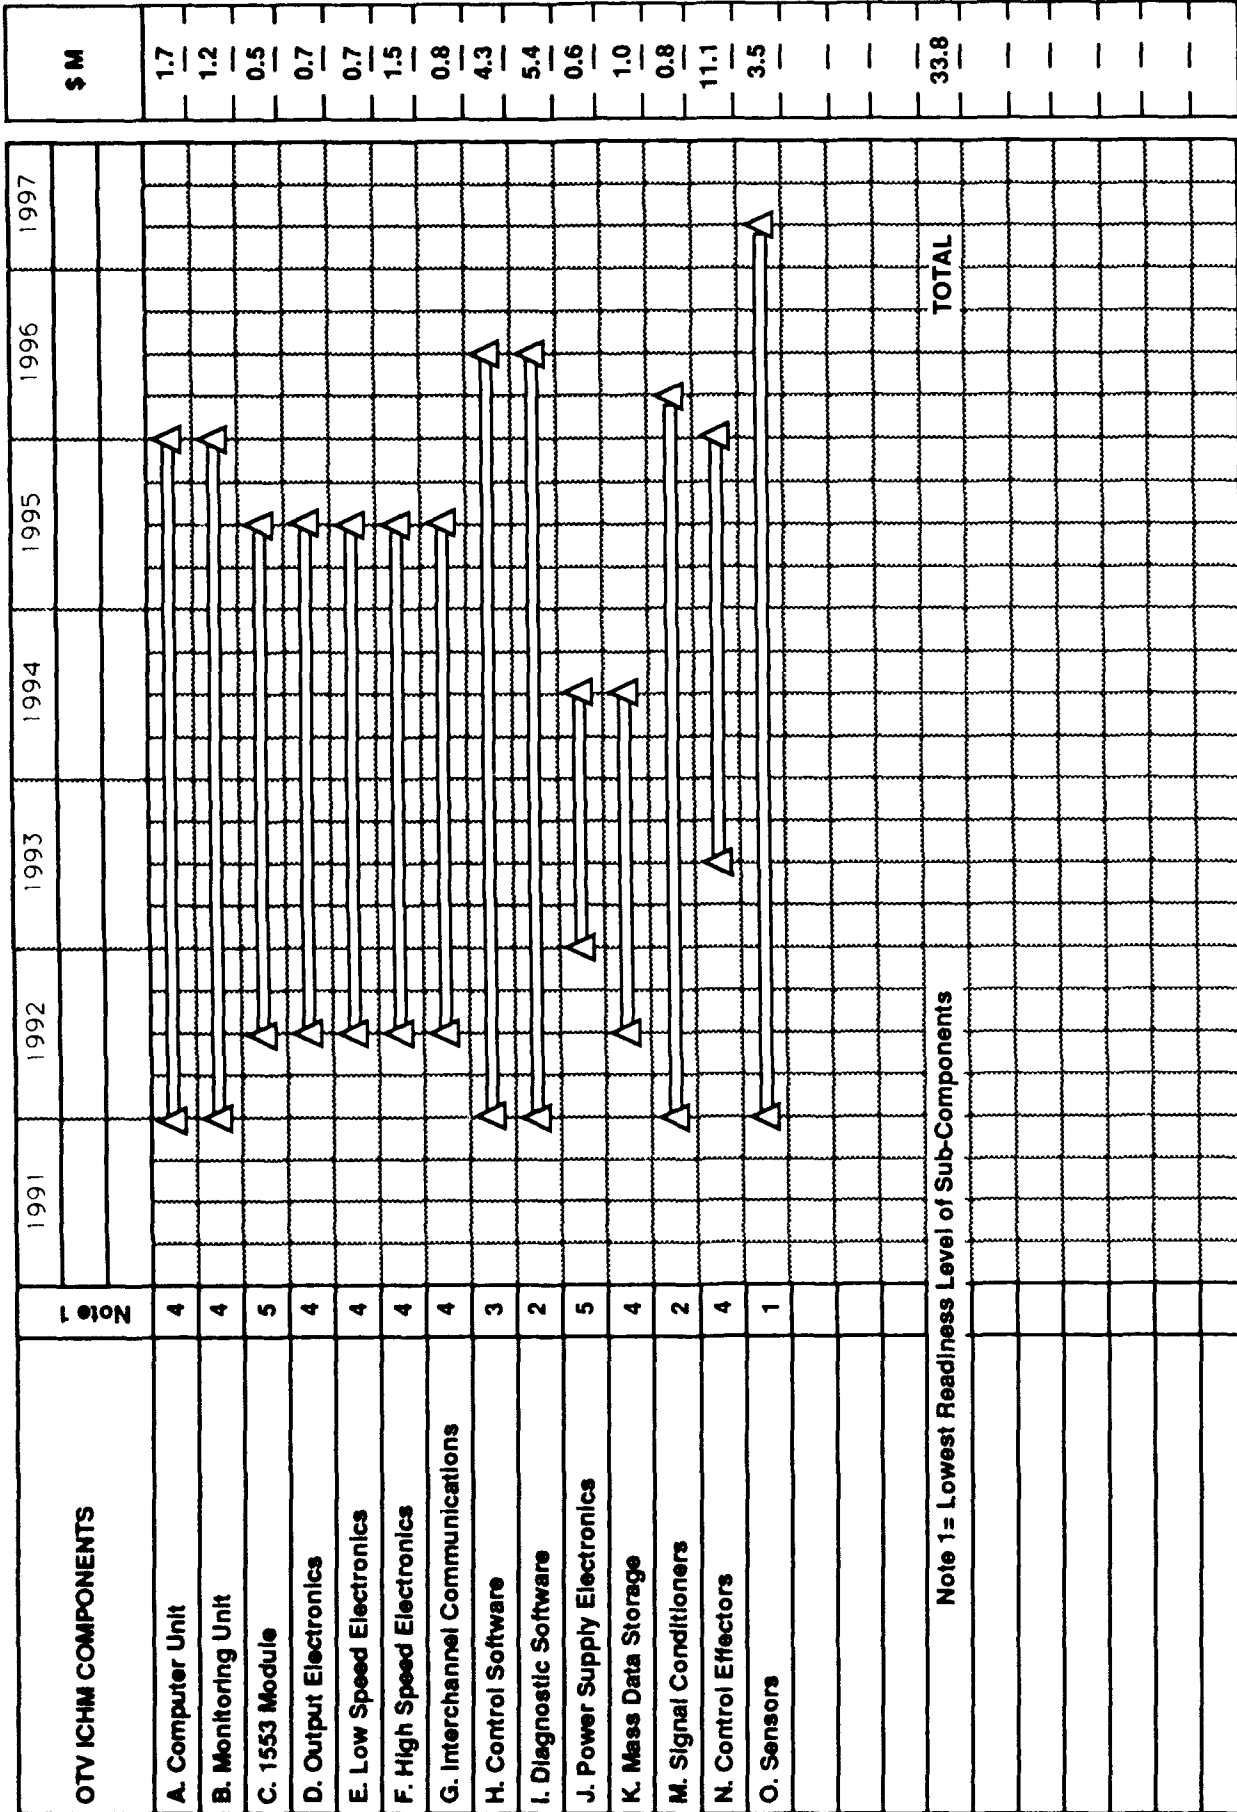 OTV ICHM COMPONENTS Note 1 1991 1992 1993 1994 1995 1996 1997 $ M
A. Computer Unit 4 1.7
B. Monitoring Unit 4 1.2
C. 1553 Module 5 0.5
D. Output Electronics 4 0.7
E. Low Speed Electronics 4 0.7
F. High Speed Electronics 4 1.5
G. Interchannel Communications 4 0.8
H. Control Software 3 4.3
I. Diagnostic Software 2 5.4
J. Power Supply Electronics 5 0.6
K. Mass Data Storage 4 1.0
M. Signal Conditioners 2 0.8
N. Control Effectors 4 11.1
O. Sensors 1 3.5
Note 1= Lowest Readiness Level of Sub-Components TOTAL 33.8